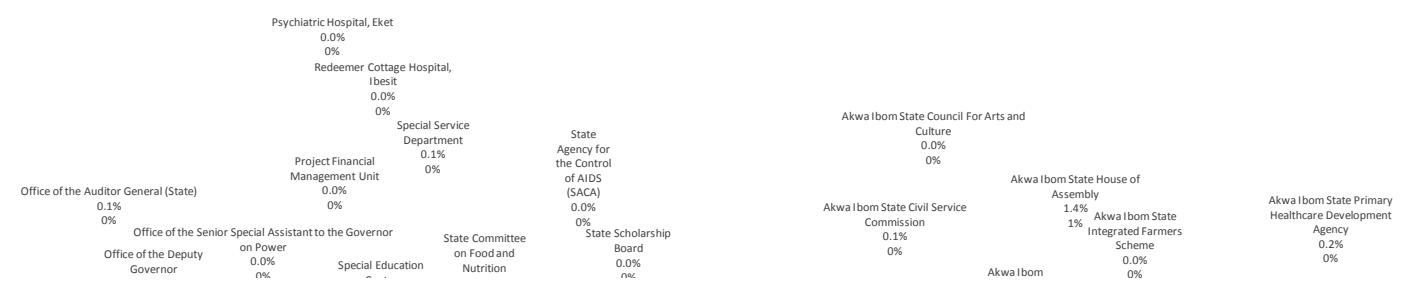 Psychiatric Hospital, Eket
0.0%
0%
Redeemer Cottage Hospital,
Ibesit
0.0%
0%
Special Service
Department
0.1%
0%
State
Agency for
the Control
of AIDS
(SACA)
0.0%
0%
Project Financial
Management Unit
0.0%
0%
Office of the Auditor General (State)
0.1%
0%
Office of the Senior Special Assistant to the Governor
on Power
0.0%
0%
Office of the Deputy
Governor
Special Education
State Committee
on Food and
Nutrition
State Scholarship
Board
0.0%
0%
Akwa Ibom State Council For Arts and
Culture
0.0%
0%
Akwa Ibom State House of
Assembly
1.4%
1%
Akwa Ibom State Civil Service
Commission
0.1%
0%
Akwa Ibom State
Integrated Farmers
Scheme
0.0%
0%
Akwa Ibom State Primary
Healthcare Development
Agency
0.2%
0%
Akwa Ibom